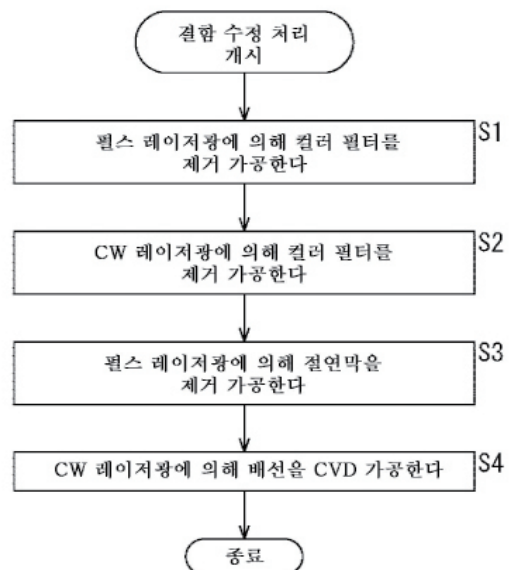 결함 수정 처리
개시
펄스 레이저광에 의해 컬러 필터를
제거 가공한다
S1
CW 레이저광에 의해 컬러 필터를
제거 가공한다
S2
펄스 레이저광에 의해 절연막을
제거 가공한다
S3
CW 레이저광에 의해 배선을 CVD 가공한다
S4
종료